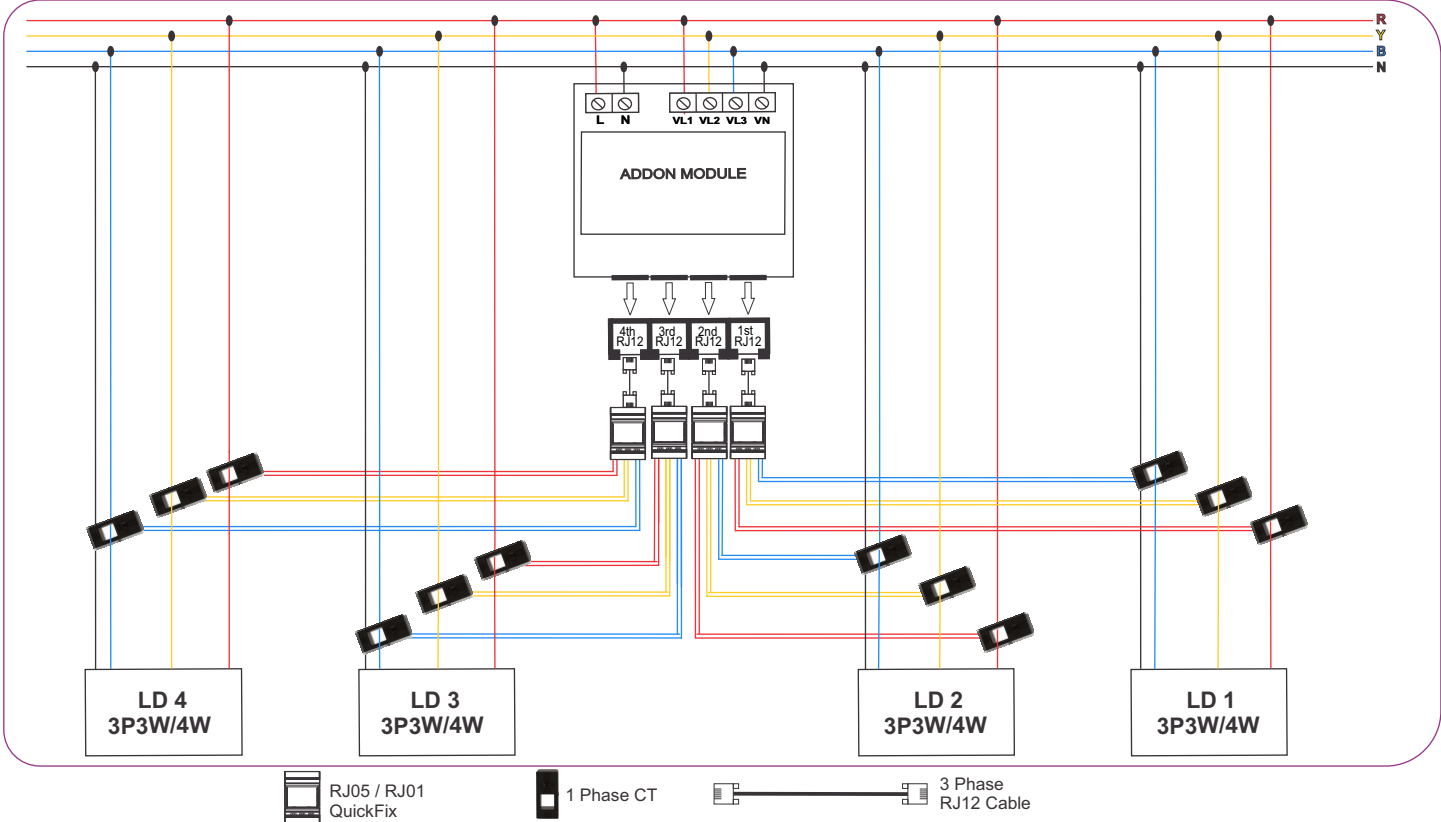 R
Y
B
N
L N VL1 VL2 VL3 VN
ADDON MODULE
4th
RJ12
3rd
RJ12
2nd
RJ12
1st
RJ12
LD 4
3P3W/4W
LD 3
3P3W/4W
LD 2
3P3W/4W
LD 1
3P3W/4W
RJ05 / RJ01
QuickFix
1 Phase CT
3 Phase
RJ12 Cable